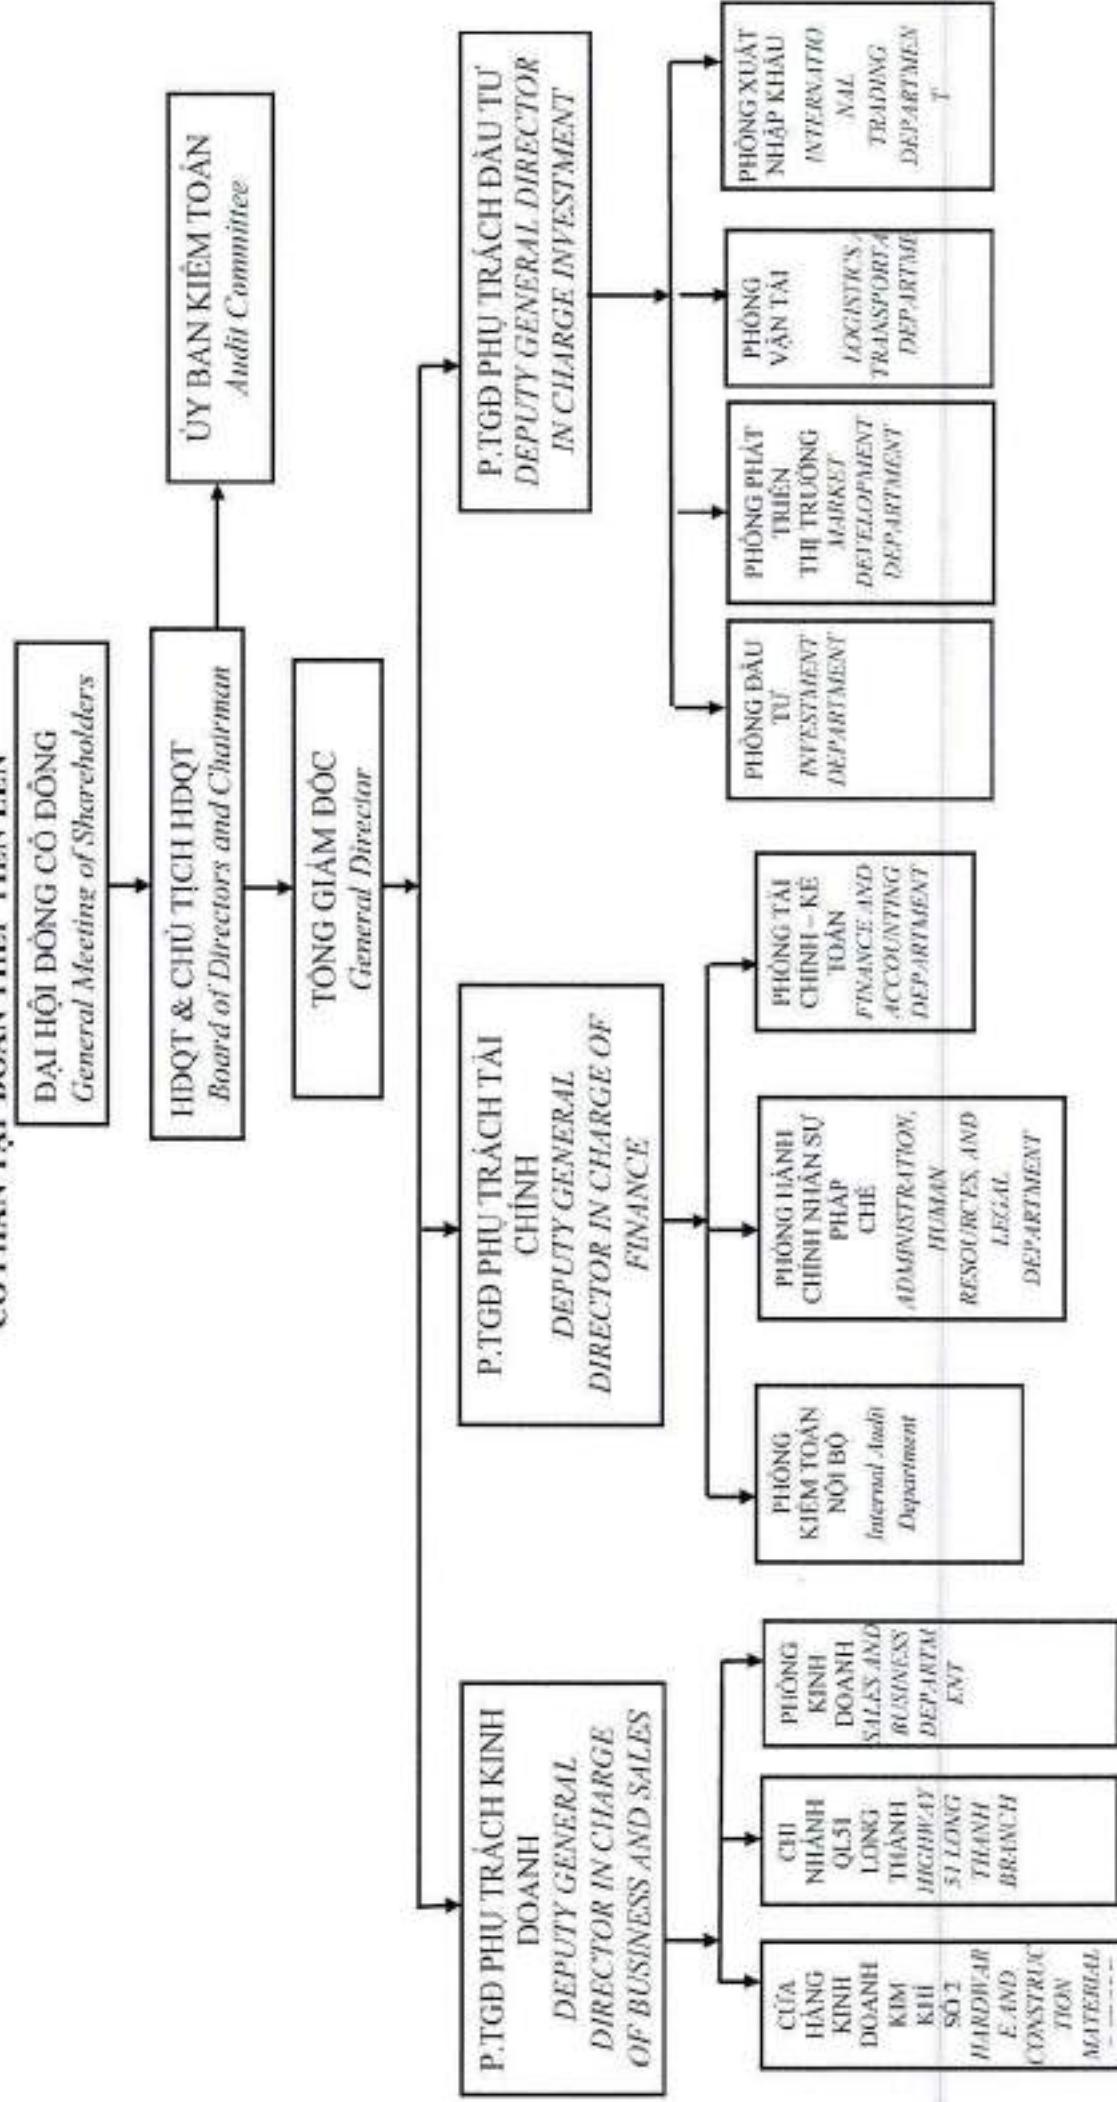 CỔ PHẦN TẬP ĐOÀN THÉP TIẾN LÊN
ĐẠI HỘI ĐỒNG CỔ ĐÔNG
General Meeting of Shareholders
HĐQT & CHỦ TỊCH HĐQT
Board of Directors and Chairman
ỦY BAN KIỂM TOÁN
Audit Committee
TỔNG GIÁM ĐỐC
General Director
P.TGĐ PHỤ TRÁCH KINH
DOANH
DEPUTY GENERAL
DIRECTOR IN CHARGE
OF BUSINESS AND SALES
P.TGĐ PHỤ TRÁCH TÀI
CHÍNH
DEPUTY GENERAL
DIRECTOR IN CHARGE OF
FINANCE
P.TGĐ PHỤ TRÁCH ĐẦU TƯ
DEPUTY GENERAL DIRECTOR
IN CHARGE INVESTMENT
CỬA
HÀNG
KINH
DOANH
KIM
KHÍ
SỐ 2
HARDWAR
E AND
CONSTRUC
TION
MATERIAL
CHI
NHÁNH
QL51
LONG
THÀNH
HIGHWAY
51 LONG
THANH
BRANCH
PHÒNG
KINH
DOANH
SALES AND
BUSINESS
DEPARTM
ENT
PHÒNG
KIỂM TOÁN
NỘI BỘ
Internal Audit
Department
PHÒNG HÀNH
CHÍNH NHÂN SỰ
PHÁP
CHẾ
ADMINISTRATION,
HUMAN
RESOURCES, AND
LEGAL
DEPARTMENT
PHÒNG TÀI
CHÍNH – KẾ
TOÁN
FINANCE AND
ACCOUNTING
DEPARTMENT
PHÒNG ĐẦU
TƯ
INVESTMENT
DEPARTMENT
PHÒNG PHÁT
TRIỂN
THỊ TRƯỜNG
MARKET
DEVELOPMENT
DEPARTMENT
PHÒNG
VẬN TẢI
LOGISTICS
TRANSPORTA
DEPARTME
PHÒNG XUẤT
NHẬP KHẨU
INTERNATIO
NAL
TRADING
DEPARTMEN
T